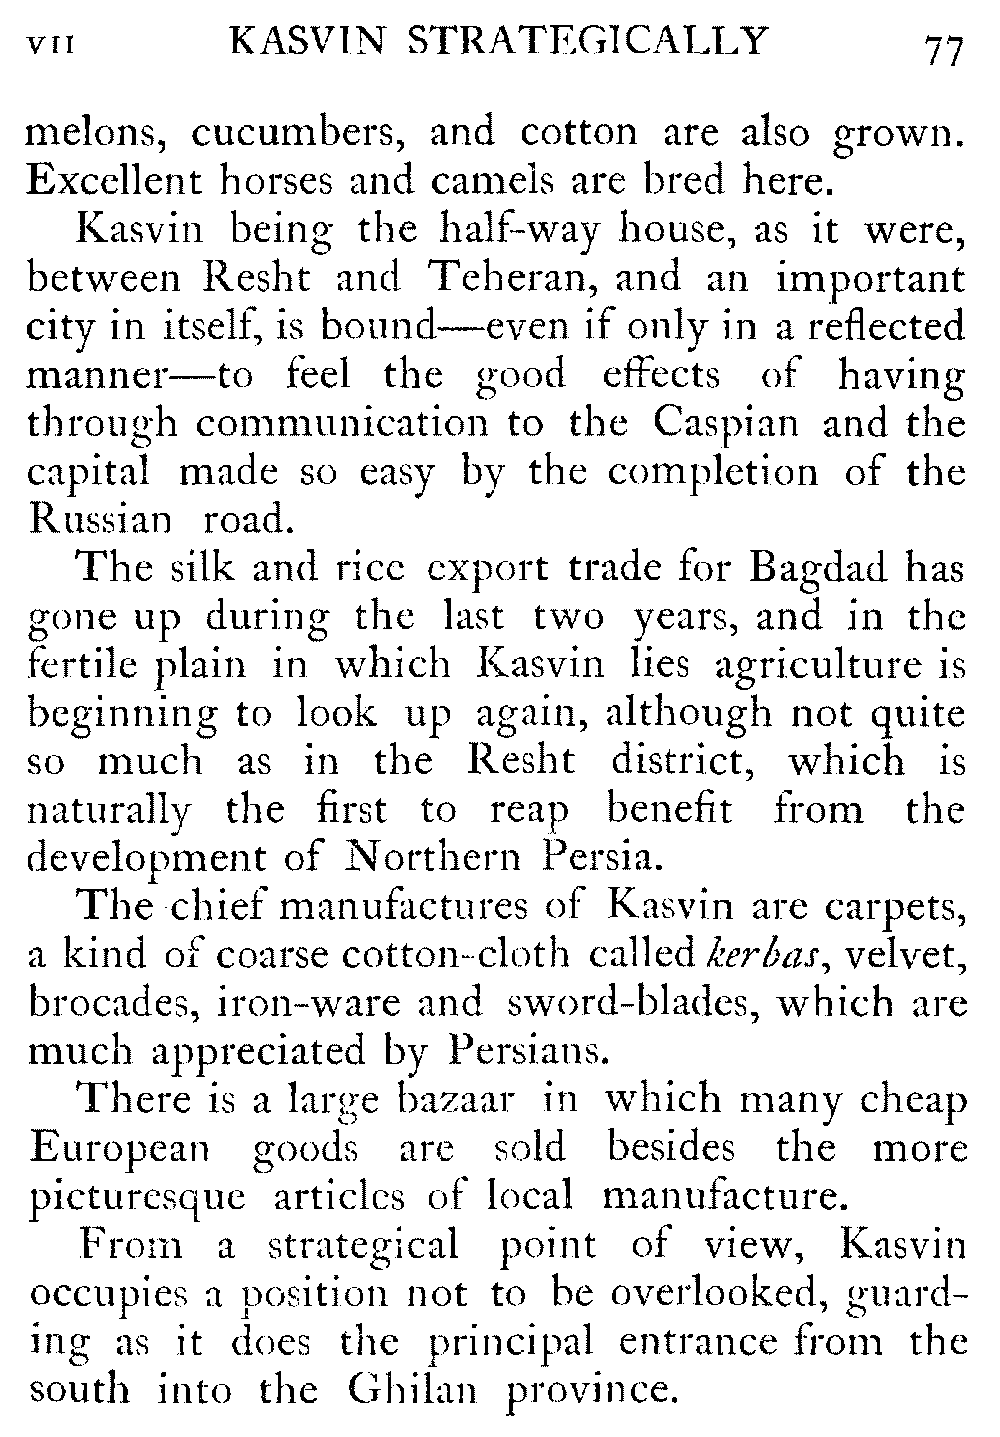 VII KASVIN STRATEGICALLY 77
melons, cucumbers, and cotton are also grown.
Excellent horses and camels are bred here.
Kasvin being the half-way house, as it were,
between Resht and Teheran, and an important
city in itself, is bound—even if only in a reflected
manner—to feel the good effects of having
through communication to the Caspian and the
capital made so easy by the completion of the
Russian road.
The silk and rice export trade for Bagdad has
gone up during the last two years, and in the
fertile plain in which Kasvin lies agriculture is
beginning to look up again, although not quite
so much as in the Resht district, which is
naturally the first to reap benefit from the
development of Northern Persia.
The chief manufactures of Kasvin are carpets,
a kind of coarse cotton-cloth called kerbas, velvet,
brocades, iron-ware and sword-blades, which are
much appreciated by Persians.
There is a large bazaar in which many cheap
European goods are sold besides the more
picturesque articles of local manufacture.
From a strategical point of view, Kasvin
occupies a position not to be overlooked, guard-
ing as it does the principal entrance from the
south into the Ghilan province.